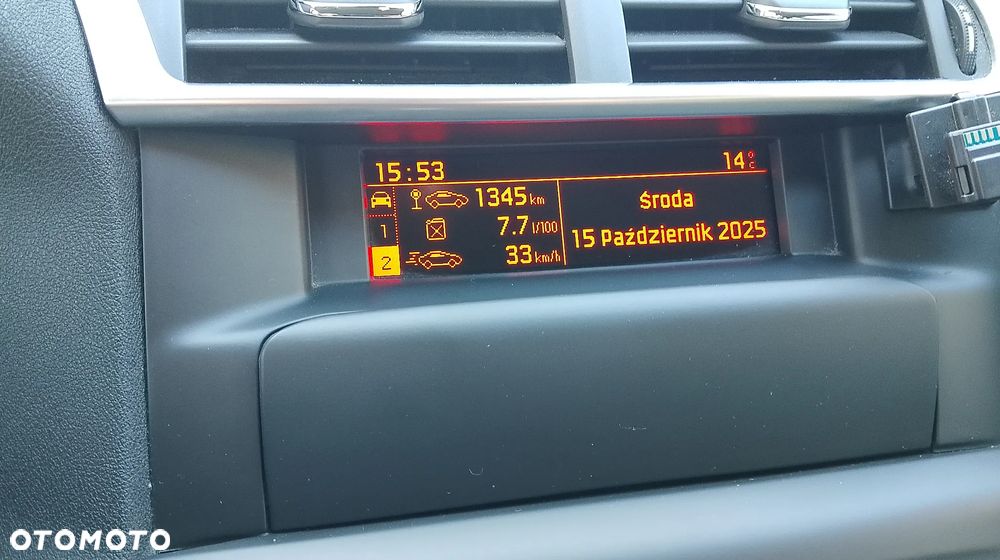 15:53
14°C
1345 km
1
7.7 l/100
2
33 km/h
Środa
15 Październik 2025
OTOMOTO